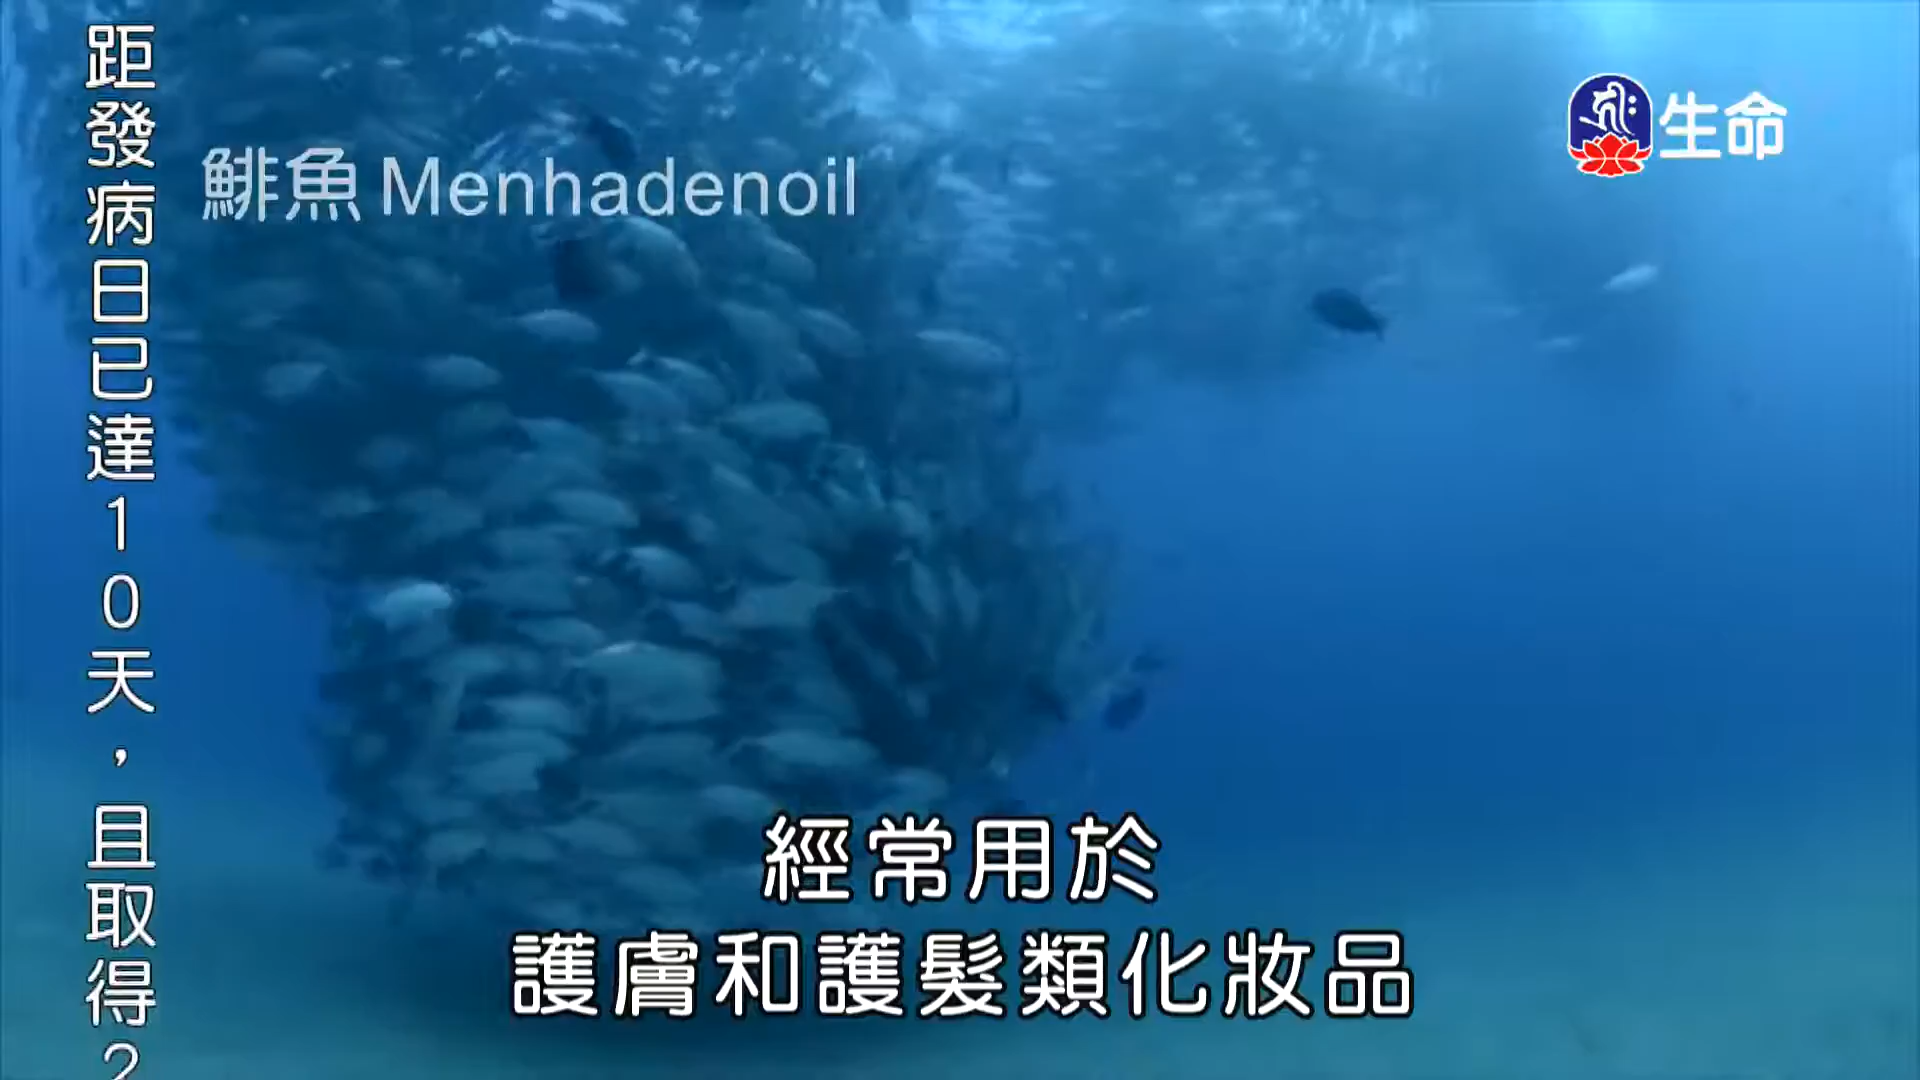 距發病日已達10天，且取得2
鯡魚 Menhadenoil
生命
經常用於
護膚和護髮類化妝品